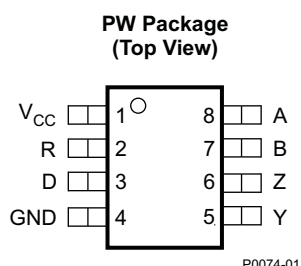 PW Package
(Top View)
VCC 1 8 A
R 2 7 B
D 3 6 Z
GND 4 5 Y
P0074-01